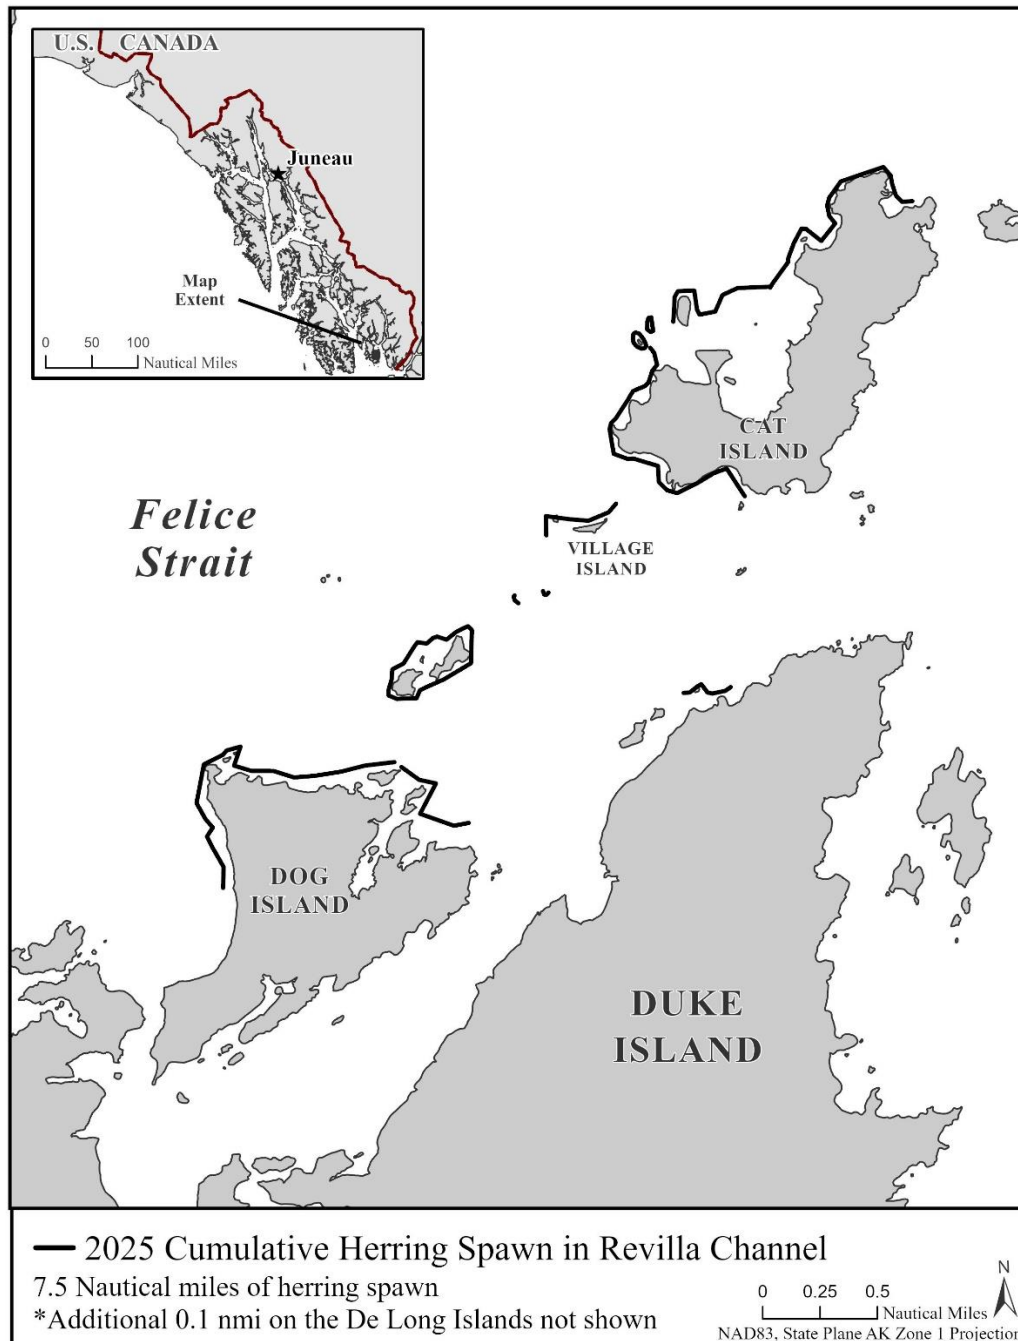 U.S. CANADA
Juneau
Map
Extent
0 50 100
Nautical Miles
CAT
ISLAND
Felice
Strait
VILLAGE
ISLAND
DOG
ISLAND
DUKE
ISLAND
2025 Cumulative Herring Spawn in Revilla Channel
7.5 Nautical miles of herring spawn
*Additional 0.1 nmi on the De Long Islands not shown
N
0 0.25 0.5
Nautical Miles
NAD83, State Plane AK Zone 1 Projection